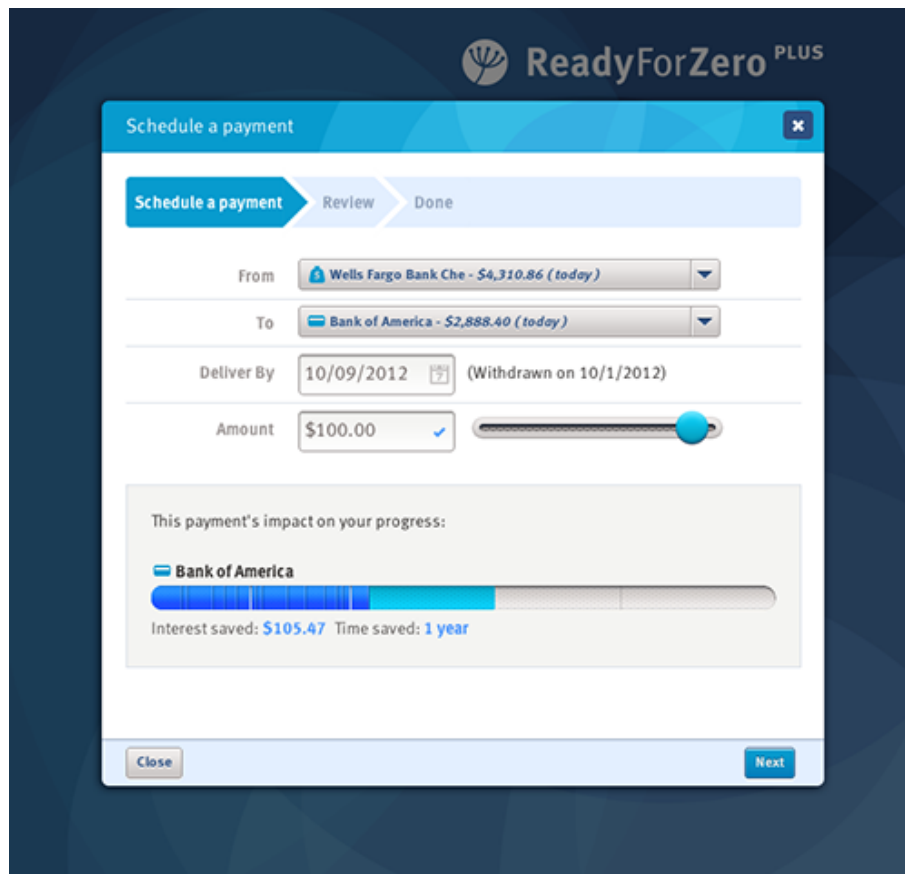 ReadyForZero PLUS
Schedule a payment
Schedule a payment Review Done
From Wells Fargo Bank Che - $4,310.86 (today)
To Bank of America - $2,888.40 (today)
Deliver By 10/09/2012 (Withdrawn on 10/1/2012)
Amount $100.00
This payment's impact on your progress:
Bank of America
Interest saved: $105.47 Time saved: 1 year
Close Next